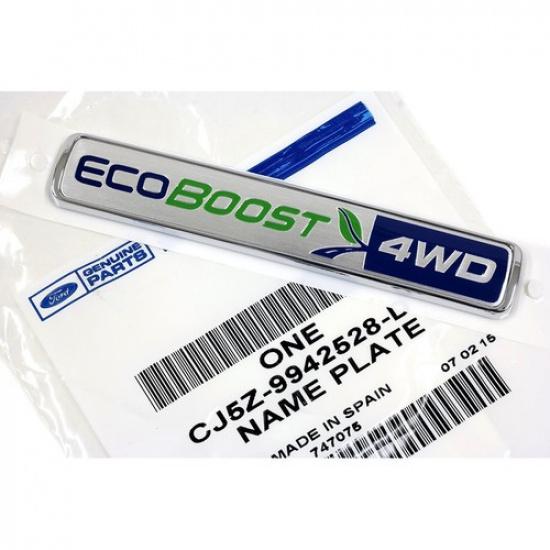 ECOBOOST 4WD
Ford
GENUINE
PARTS
ONE
CJ5Z-9942528-L
NAME PLATE
07 02 15
MADE IN SPAIN
747075